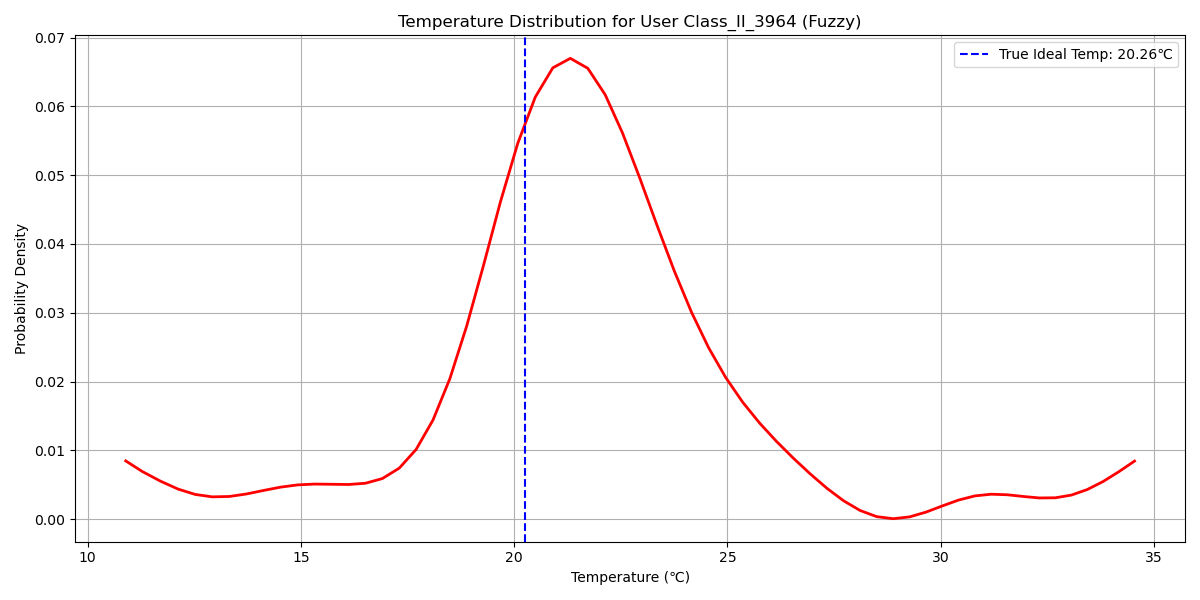 Temperature Distribution for User Class_II_3964 (Fuzzy)
True Ideal Temp: 20.26℃
Probability Density
0.07
0.06
0.05
0.04
0.03
0.02
0.01
0.00
10 15 20 25 30 35
Temperature (℃)